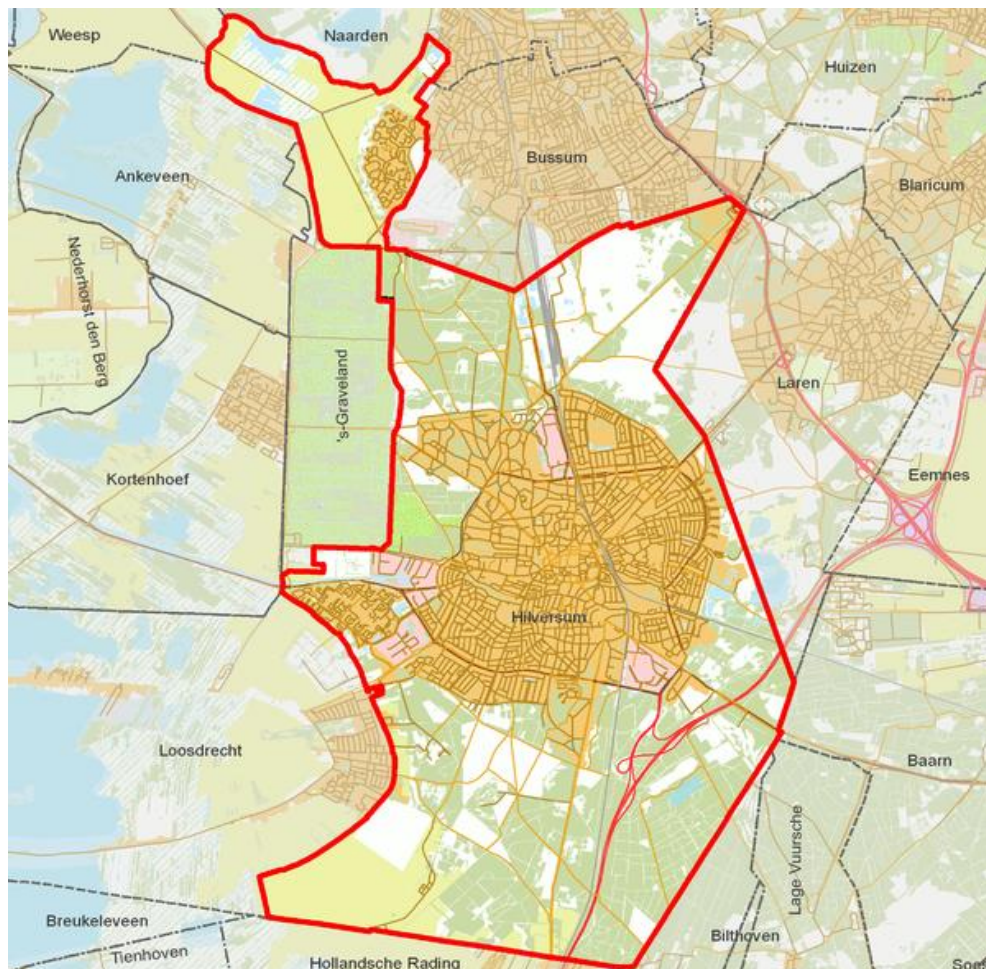 Weesp
Naarden
Huizen
Bussum
Ankeveen
Blaricum
Nederhorst den Berg
's-Graveland
Laren
Kortenhoef
Eemnes
Hilversum
Loosdrecht
Baarn
Lage Vuursche
Breukeleveen
Tienhoven
Bilthoven
Hollandsche Rading
Soes